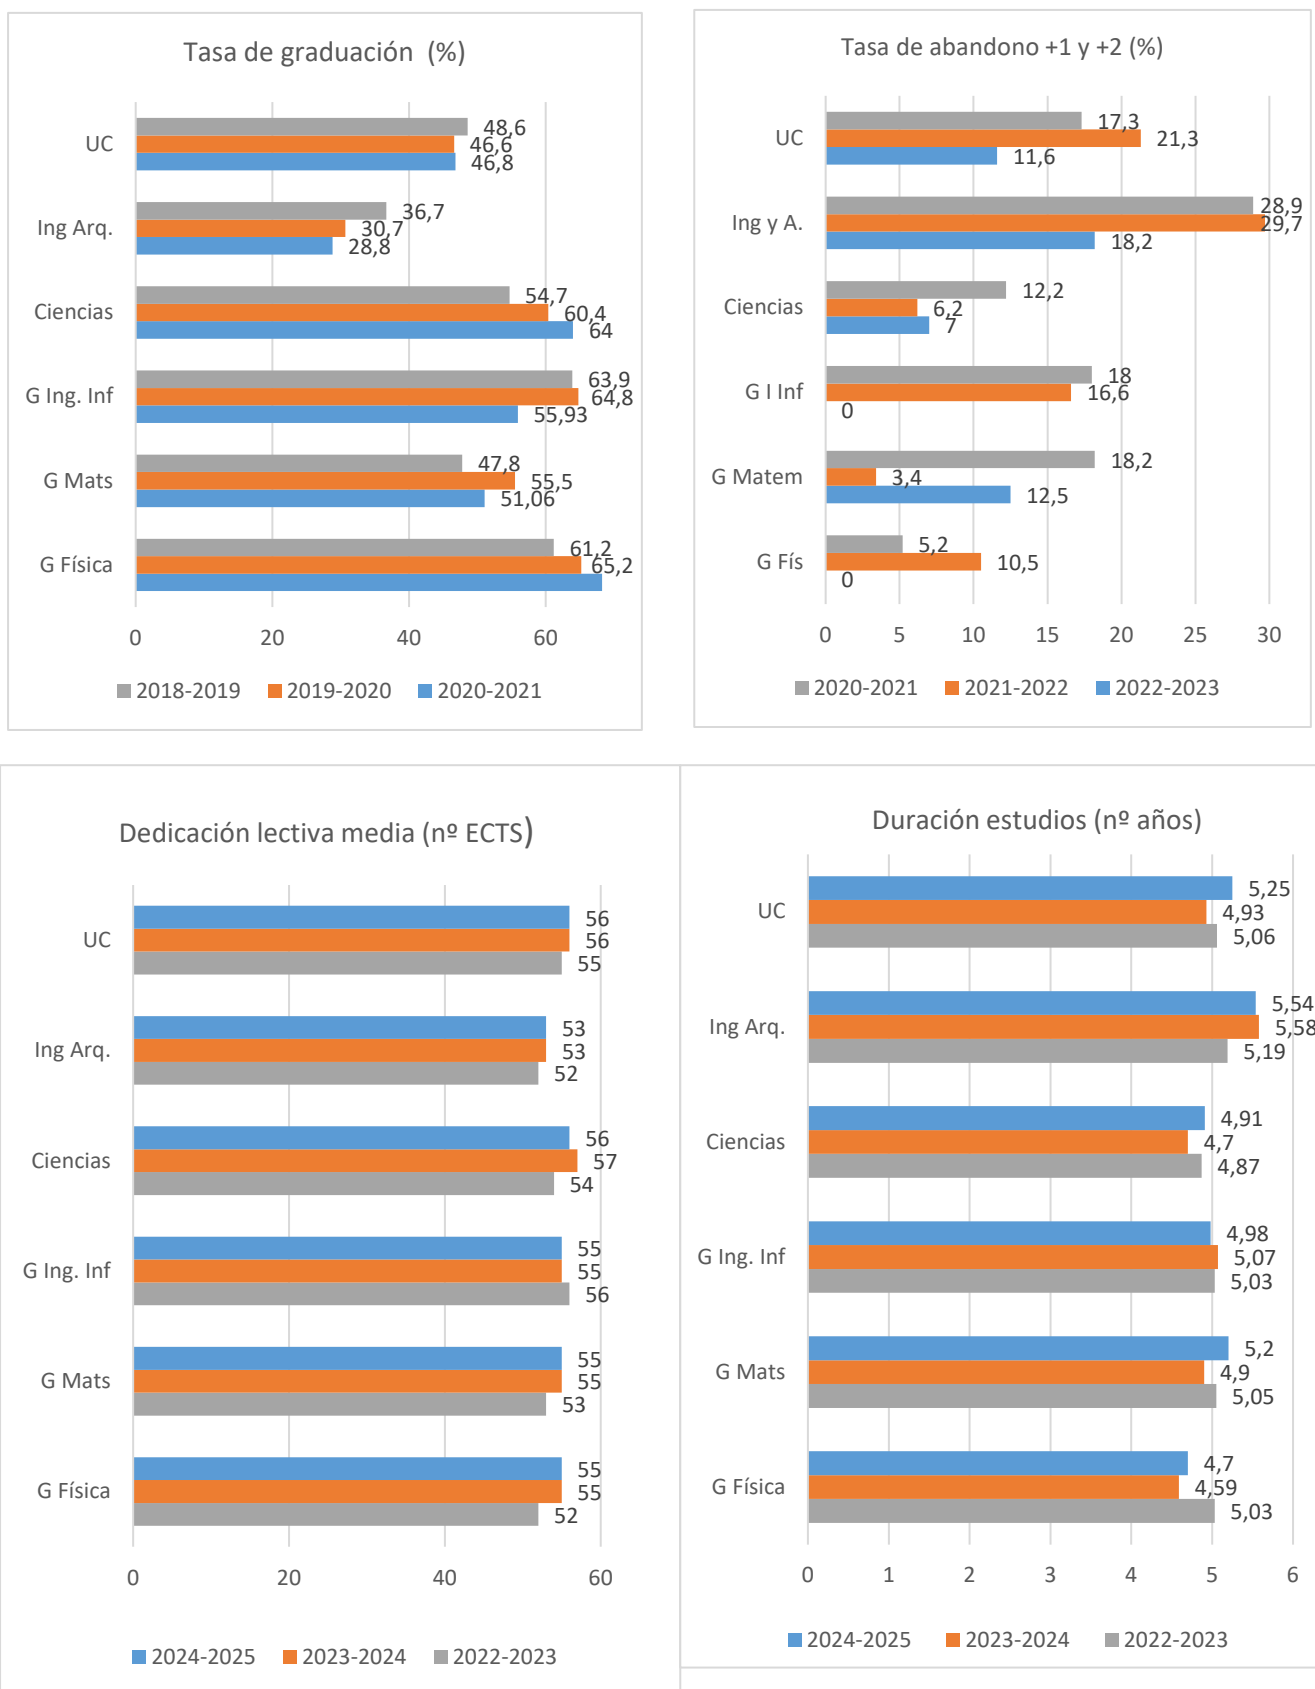 Tasa de graduación (%)
UC
48,6
46,6
46,8
Ing Arq.
36,7
30,7
28,8
Ciencias
54,7
60,4
64
G Ing. Inf
63,9
64,8
55,93
G Mats
47,8
55,5
51,06
G Física
61,2
65,2
0 20 40 60
2018-2019 2019-2020 2020-2021
Tasa de abandono +1 y +2 (%)
UC
17,3
21,3
11,6
Ing y A.
28,9
29,7
18,2
Ciencias
12,2
6,2
7
G I Inf
18
16,6
0
G Matem
18,2
3,4
12,5
G Fís
5,2
10,5
0
0 5 10 15 20 25 30
2020-2021 2021-2022 2022-2023
Dedicación lectiva media (nº ECTS)
UC
56
56
55
Ing Arq.
53
53
52
Ciencias
56
57
54
G Ing. Inf
55
55
56
G Mats
55
55
53
G Física
55
55
52
0 20 40 60
2024-2025 2023-2024 2022-2023
Duración estudios (nº años)
UC
5,25
4,93
5,06
Ing Arq.
5,54
5,58
5,19
Ciencias
4,91
4,7
4,87
G Ing. Inf
4,98
5,07
5,03
G Mats
5,2
4,9
5,05
G Física
4,7
4,59
5,03
0 1 2 3 4 5 6
2024-2025 2023-2024 2022-2023